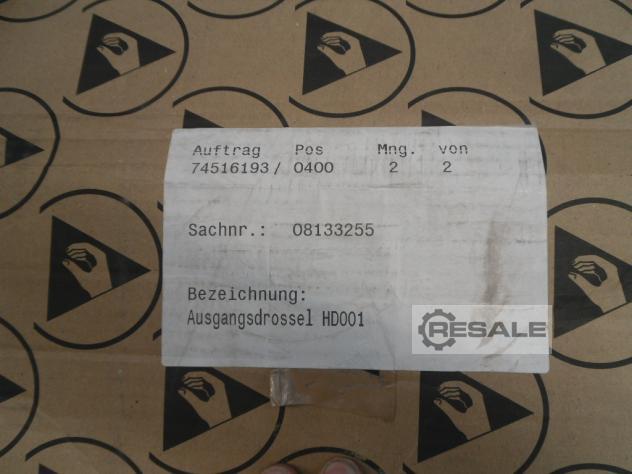 Auftrag Pos Mng. von
74516193/ 0400 2 2
Sachnr.: 08133255
Bezeichnung:
Ausgangsdrossel HD001
RESALE